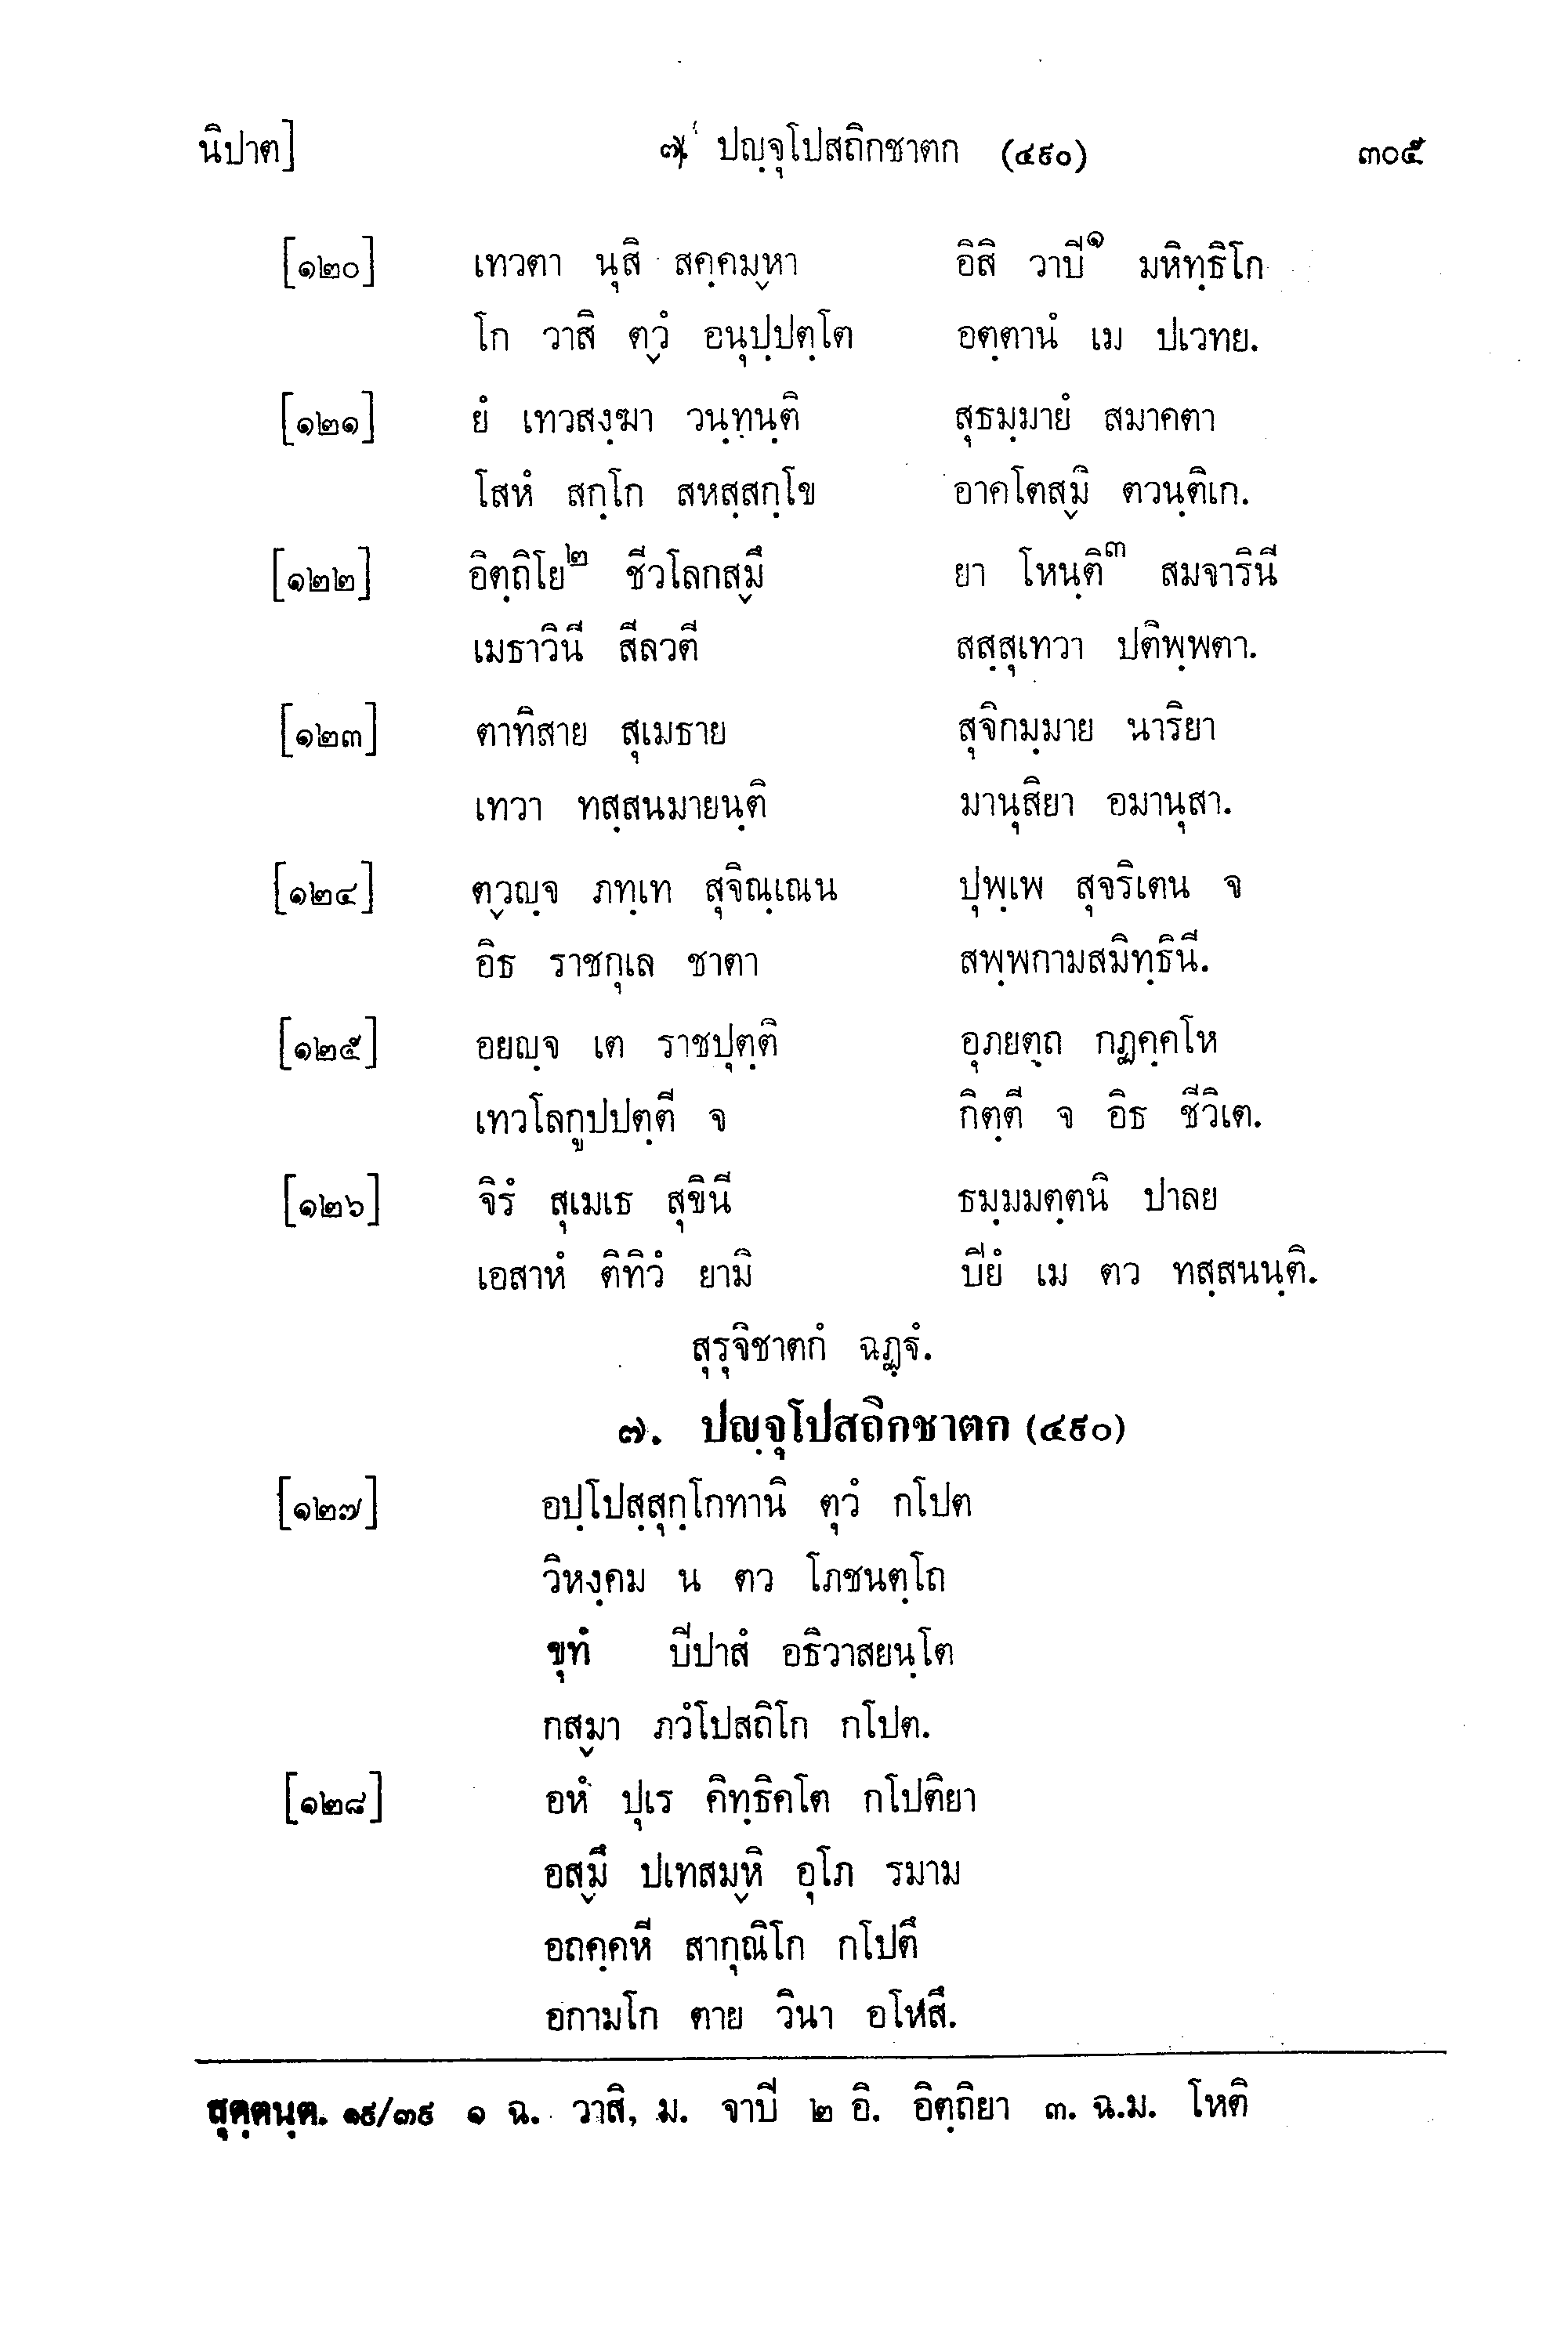 นิปาต] ๗. ปญฺจุโปสถิกชาตก (๔๙๐) ๓๐๕
[๑๒๐] เทวตา นุสิ สคฺคมฺหา อิสิ วาปี๑ มหิทฺธิโก
โก วาสิ ตฺวํ อนุปฺปตฺโต อตฺตานํ เม ปเวทย.
[๑๒๑] ยํ เทวสงฺฆา วนฺทนฺติ สุธมฺมายํ สมาคตา
โสหํ สกฺโก สหสฺสกฺโข อาคโตสฺมิ ตวนฺติเก.
[๑๒๒] อิตฺถิโย๒ ชีวโลกสฺมึ ยา โหนฺติ๓ สมจารินี
เมธาวินี สีลวตี สสฺสุเทวา ปติพฺพตา.
[๑๒๓] ตาทิสาย สุเมธาย สุจิกมฺมาย นาริยา
เทวา ทสฺสนมายนฺติ มานุสิยา อมานุสา.
[๑๒๔] ตฺวญฺจ ภทฺเท สุจิณฺเณน ปุพฺเพ สุจริเตน จ
อิธ ราชกุเล ชาตา สพฺพกามสมิทฺธินี.
[๑๒๕] อยญฺจ เต ราชปุตฺติ อุภยตฺถ กฏคฺคโห
เทวโลกูปปตฺตี จ กิตฺตี จ อิธ ชีวิเต.
[๑๒๖] จิรํ สุเมเธ สุขินี ธมฺมมตฺตนิ ปาลย
เอสาหํ ติทิวํ ยามิ ปิยํ เม ตว ทสฺสนนฺติ.
สุรุจิชาตกํ ฉฏฺฐํ.
๗. ปญฺจุโปสถิกชาตก (๔๙๐)
[๑๒๗] อปฺโปสฺสุกฺโกทานิ ตุวํ กโปต
วิหงฺคม น ตว โภชนตฺโถ
ขุทํ ปิปาสํ อธิวาสยนฺโต
กสฺมา ภวํโปสถิโก กโปต.
[๑๒๘] อหํ ปุเร คิทฺธิคโต กโปติยา
อสฺมึ ปเทสมฺหิ อุโภ รมาม
อถคฺคหี สากุณิโก กโปตึ
อกามโก ตาย วินา อโหสึ.
สุตฺตนฺต. ๑๙/๓๙ ๑ ฉ. วาสิ, ม. จาปี ๒ อิ. อิตฺถิยา ๓. ฉ.ม. โหติ